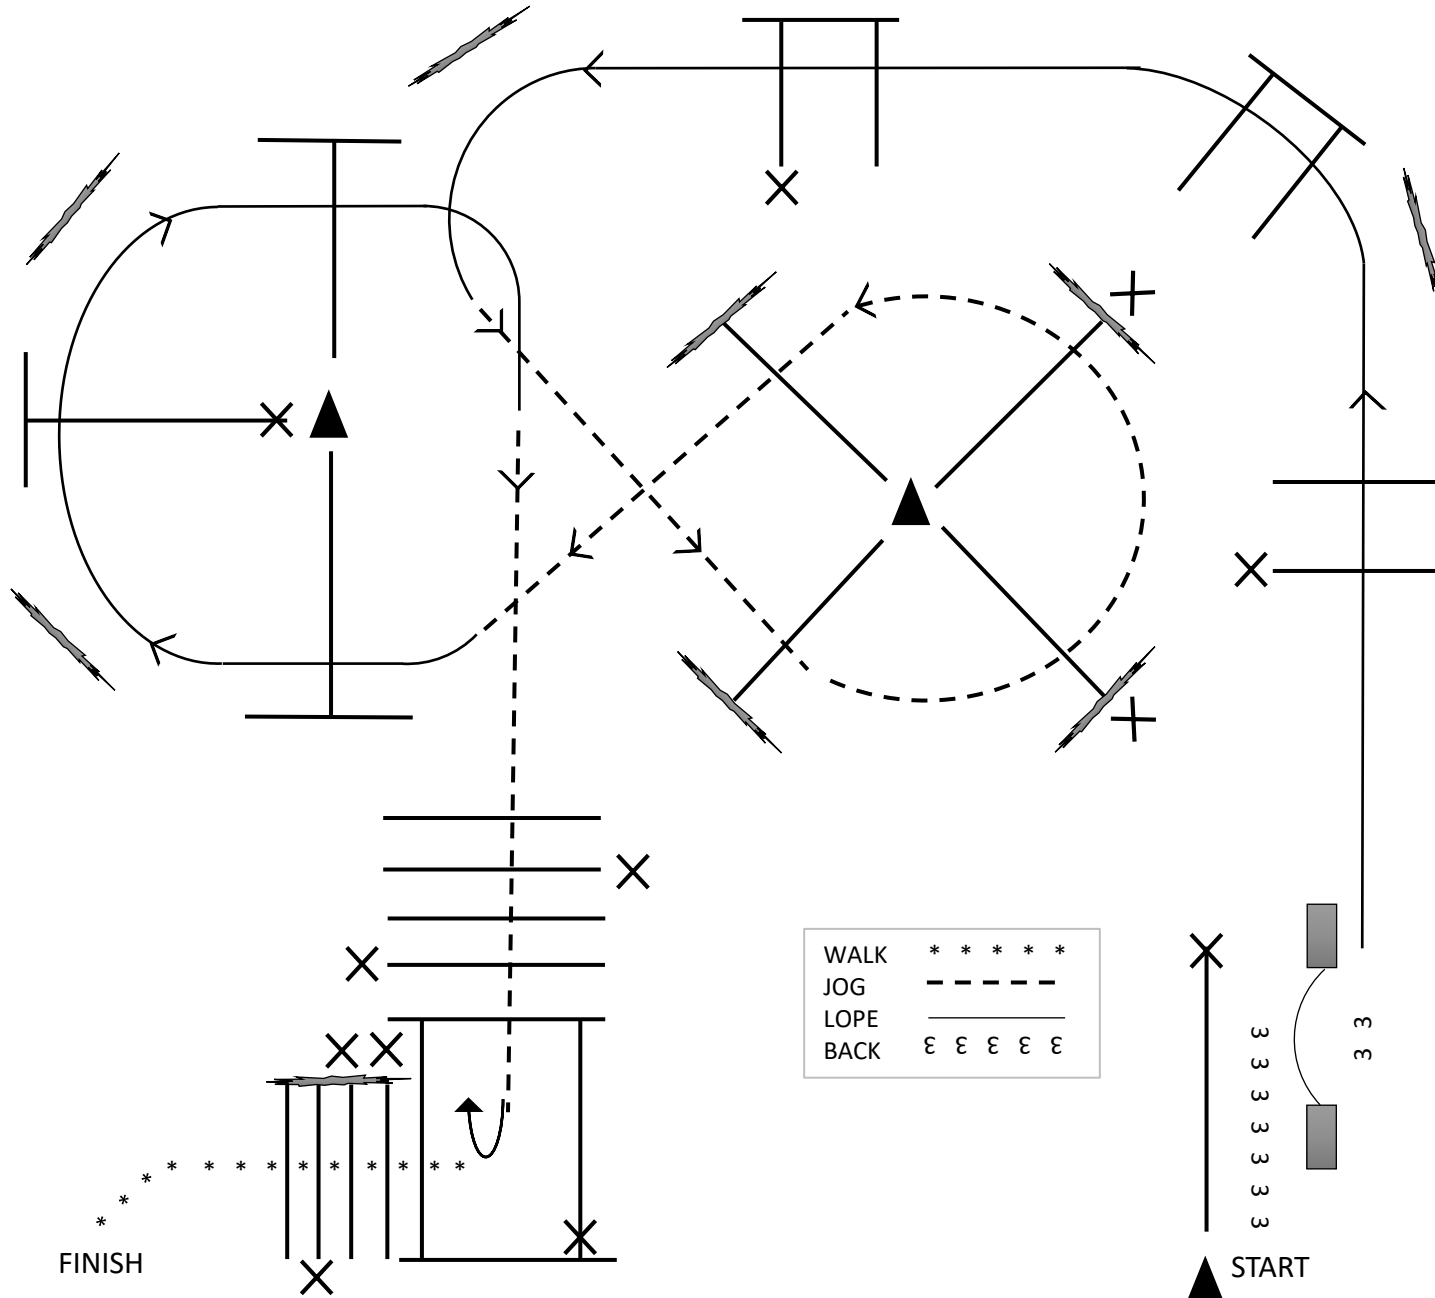 WALK * * * * *
JOG
LOPE
BACK ع ع ع ع ع
START
FINISH